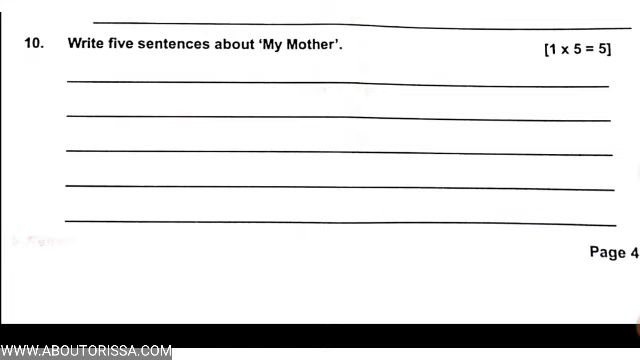 10. Write five sentences about 'My Mother'. [1 x 5 = 5]
Page 4
WWW.ABOUTORISSA.COM